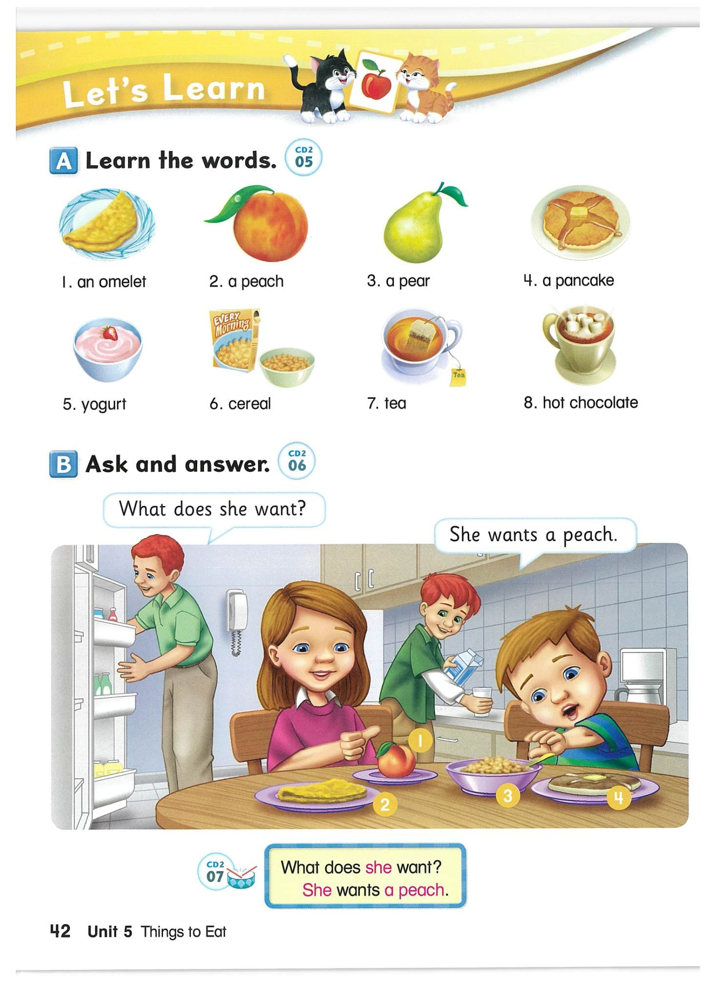 Let's Learn
A Learn the words. CD2 05
1. an omelet
2. a peach
3. a pear
4. a pancake
EVERY
Morning
Tea
5. yogurt
6. cereal
7. tea
8. hot chocolate
B Ask and answer. CD2 06
What does she want?
She wants a peach.
1
2
3
4
CD2
07
What does she want?
She wants a peach.
42 Unit 5 Things to Eat